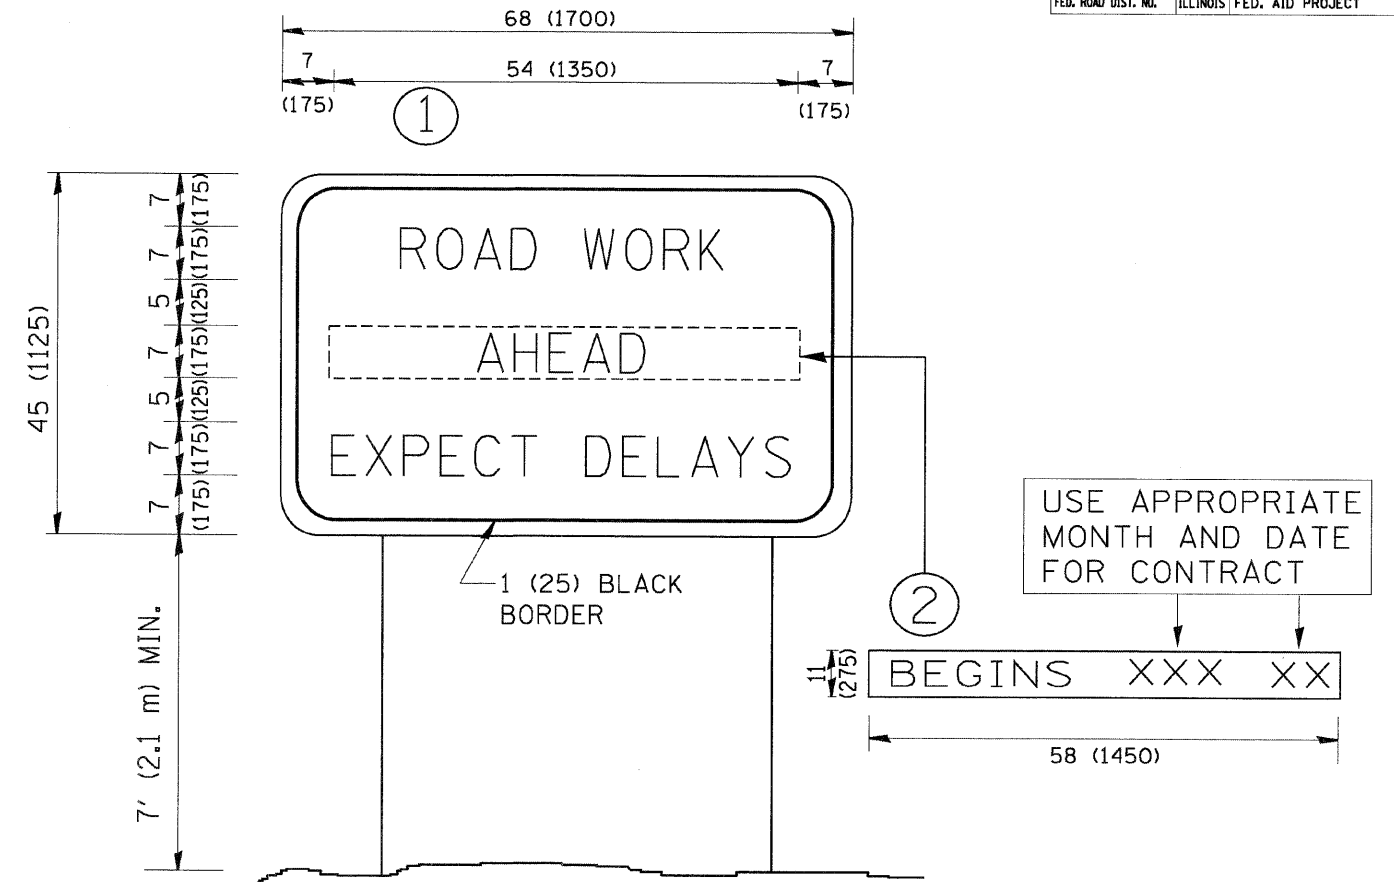 FED. ROAD DIST. NO. ILLINOIS FED. AID PROJECT
68 (1700)
7 54 (1350) 7
(175) (175)
1
45 (1125)
7 (175)
7 (175)
5 (125)
7 (175)
5 (125)
7 (175)
7 (175)
7' (2.1 m) MIN.
ROAD WORK
AHEAD
EXPECT DELAYS
1 (25) BLACK
BORDER
2
USE APPROPRIATE
MONTH AND DATE
FOR CONTRACT
11 (275)
BEGINS XXX XX
58 (1450)